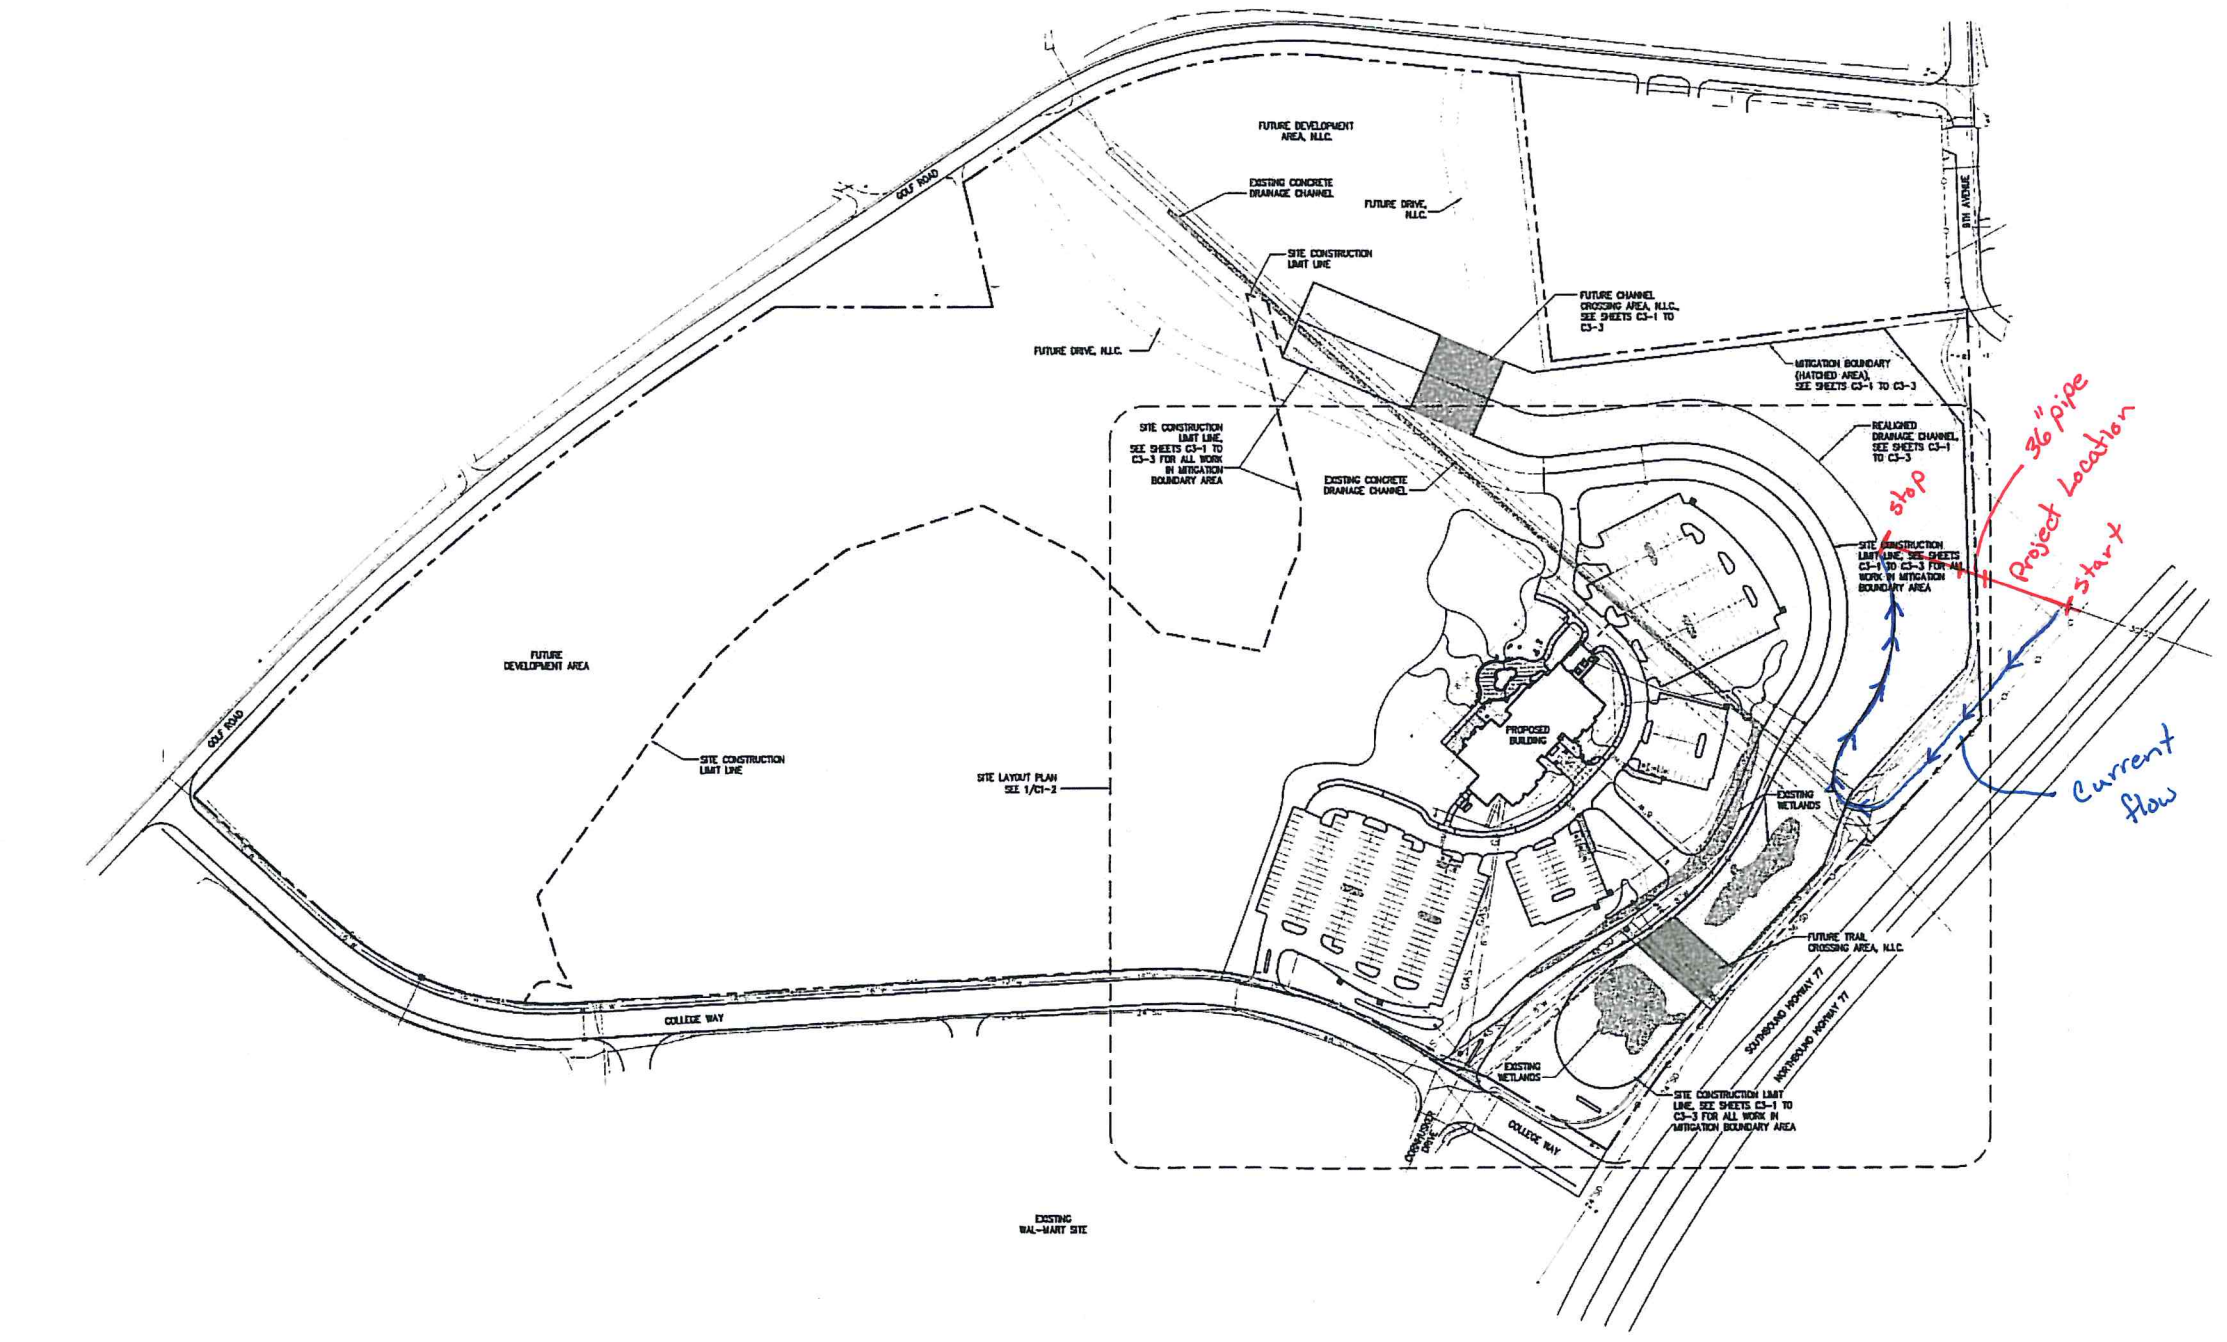 FUTURE DEVELOPMENT
AREA, N.I.C.
EXISTING CONCRETE
DRAINAGE CHANNEL
FUTURE DRIVE,
N.I.C.
GOLF ROAD
9TH AVENUE
SITE CONSTRUCTION
LIMIT LINE
FUTURE CHANNEL
CROSSING AREA, N.I.C.,
SEE SHEETS C3-1 TO
C3-3
FUTURE DRIVE, N.I.C.
MITIGATION BOUNDARY
(HATCHED AREA),
SEE SHEETS C3-1 TO C3-3
36" pipe
Project Location
SITE CONSTRUCTION
LIMIT LINE,
SEE SHEETS C3-1 TO
C3-3 FOR ALL WORK
IN MITIGATION
BOUNDARY AREA
REALIGNED
DRAINAGE CHANNEL,
SEE SHEETS C3-1
TO C3-3
EXISTING CONCRETE
DRAINAGE CHANNEL
stop
SITE CONSTRUCTION
LIMIT LINE, SEE SHEETS
C3-1 TO C3-3 FOR ALL
WORK IN MITIGATION
BOUNDARY AREA
start
FUTURE
DEVELOPMENT AREA
GOLF ROAD
PROPOSED
BUILDING
SITE CONSTRUCTION
LIMIT LINE
SITE LAYOUT PLAN
SEE 1/C1-2
Current
flow
EXISTING
WETLANDS
GAS
GAS
FUTURE TRAIL
CROSSING AREA, N.I.C.
COLLEGE WAY
SOUTHBOUND HIGHWAY 77
NORTHBOUND HIGHWAY 77
EXISTING
WETLANDS
SITE CONSTRUCTION LIMIT
LINE, SEE SHEETS C3-1 TO
C3-3 FOR ALL WORK IN
MITIGATION BOUNDARY AREA
CORNHUSKER
DRIVE
COLLEGE WAY
24" SD
EXISTING
WAL-MART SITE